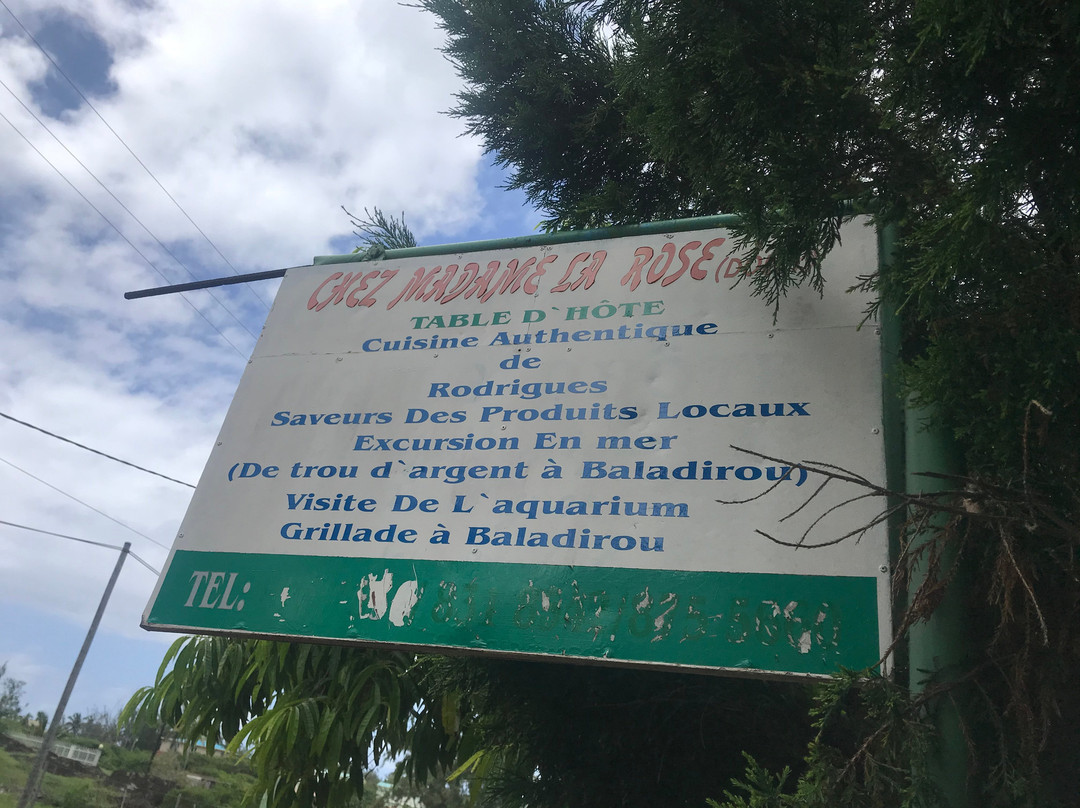 CHEZ MADAME LA ROSE
TABLE D`HÔTE
Cuisine Authentique
de
Rodrigues
Saveurs Des Produits Locaux
Excursion En mer
(De trou d`argent à Baladirou)
Visite De L`aquarium
Grillade à Baladirou
TEL: